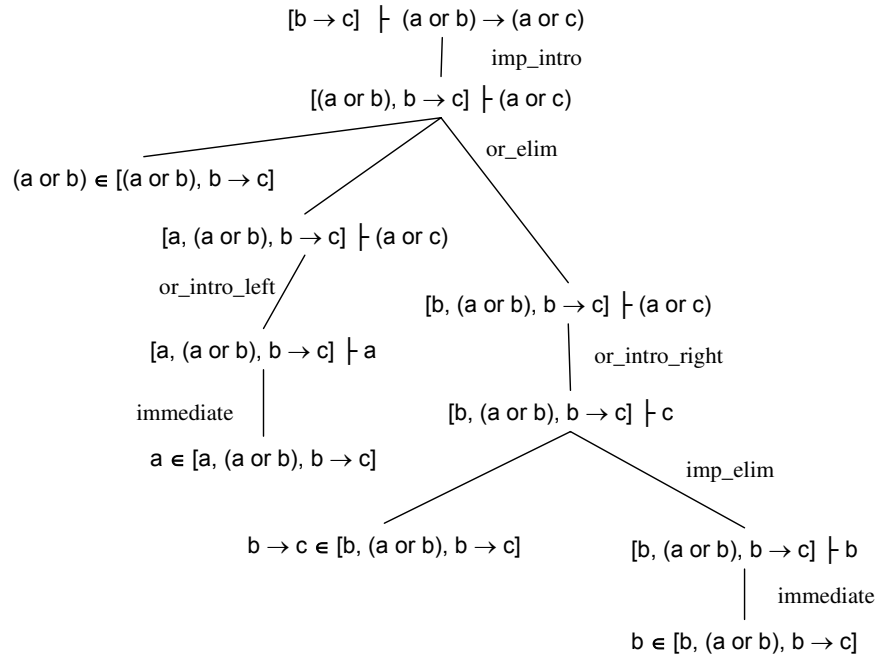 [b → c] ├ (a or b) → (a or c)
imp_intro
[(a or b), b → c] ├ (a or c)
or_elim
(a or b) ∈ [(a or b), b → c]
[a, (a or b), b → c] ├ (a or c)
or_intro_left
[b, (a or b), b → c] ├ (a or c)
[a, (a or b), b → c] ├ a
or_intro_right
immediate
[b, (a or b), b → c] ├ c
a ∈ [a, (a or b), b → c]
imp_elim
b → c ∈ [b, (a or b), b → c]
[b, (a or b), b → c] ├ b
immediate
b ∈ [b, (a or b), b → c]